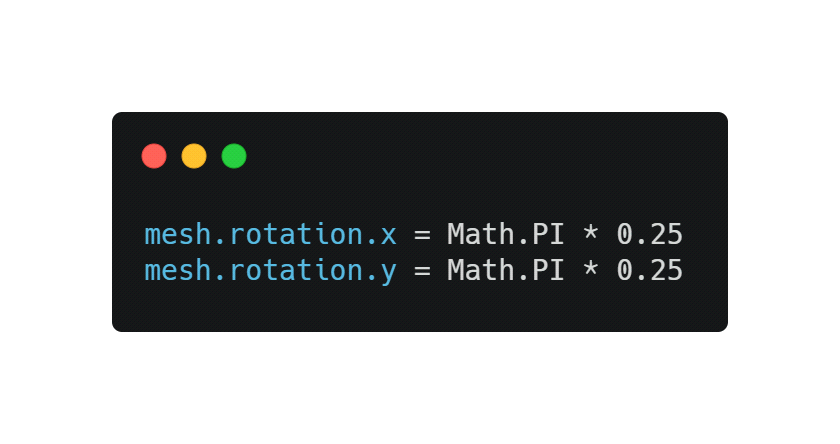 mesh.rotation.x = Math.PI * 0.25
mesh.rotation.y = Math.PI * 0.25